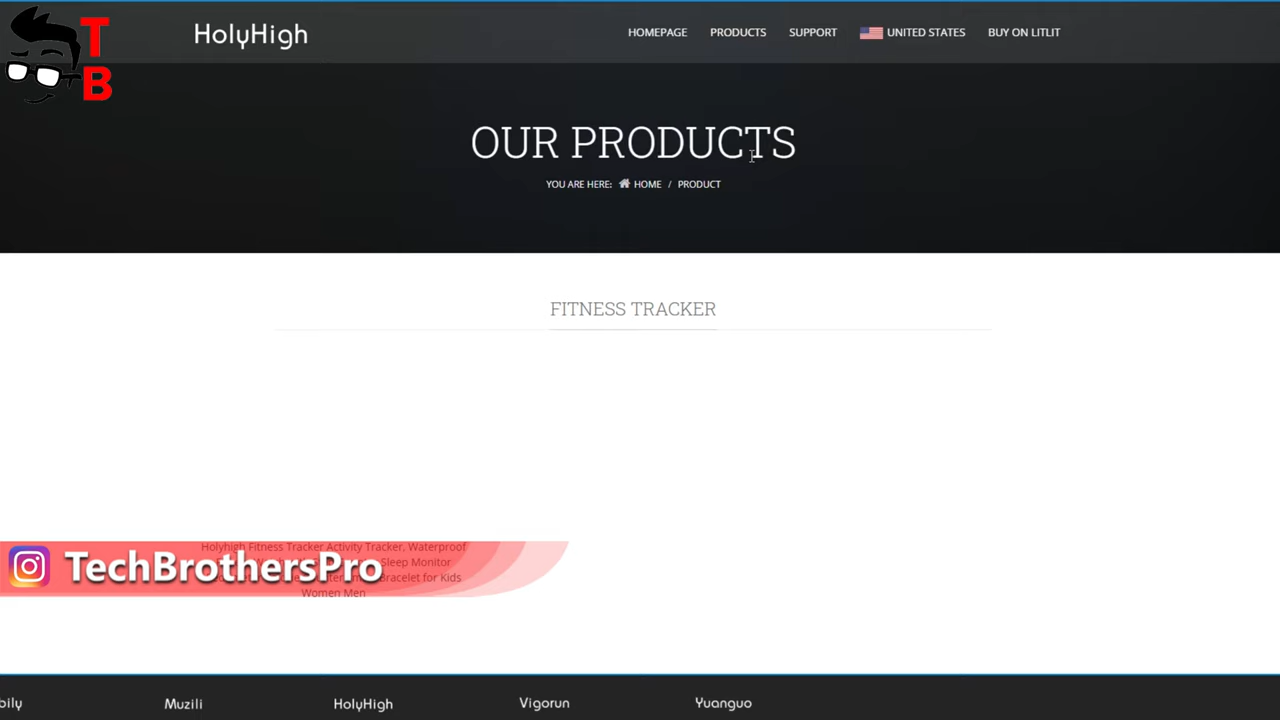 T
B
HolyHigh
HOMEPAGE PRODUCTS SUPPORT UNITED STATES BUY ON LITLIT
OUR PRODUCTS
YOU ARE HERE: HOME / PRODUCT
FITNESS TRACKER
Holyhigh Fitness Tracker Activity Tracker, Waterproof
Sleep Monitor
TechBrothersPro
Bracelet for Kids
Women Men
Muzili HolyHigh Vigorun Yuanguo